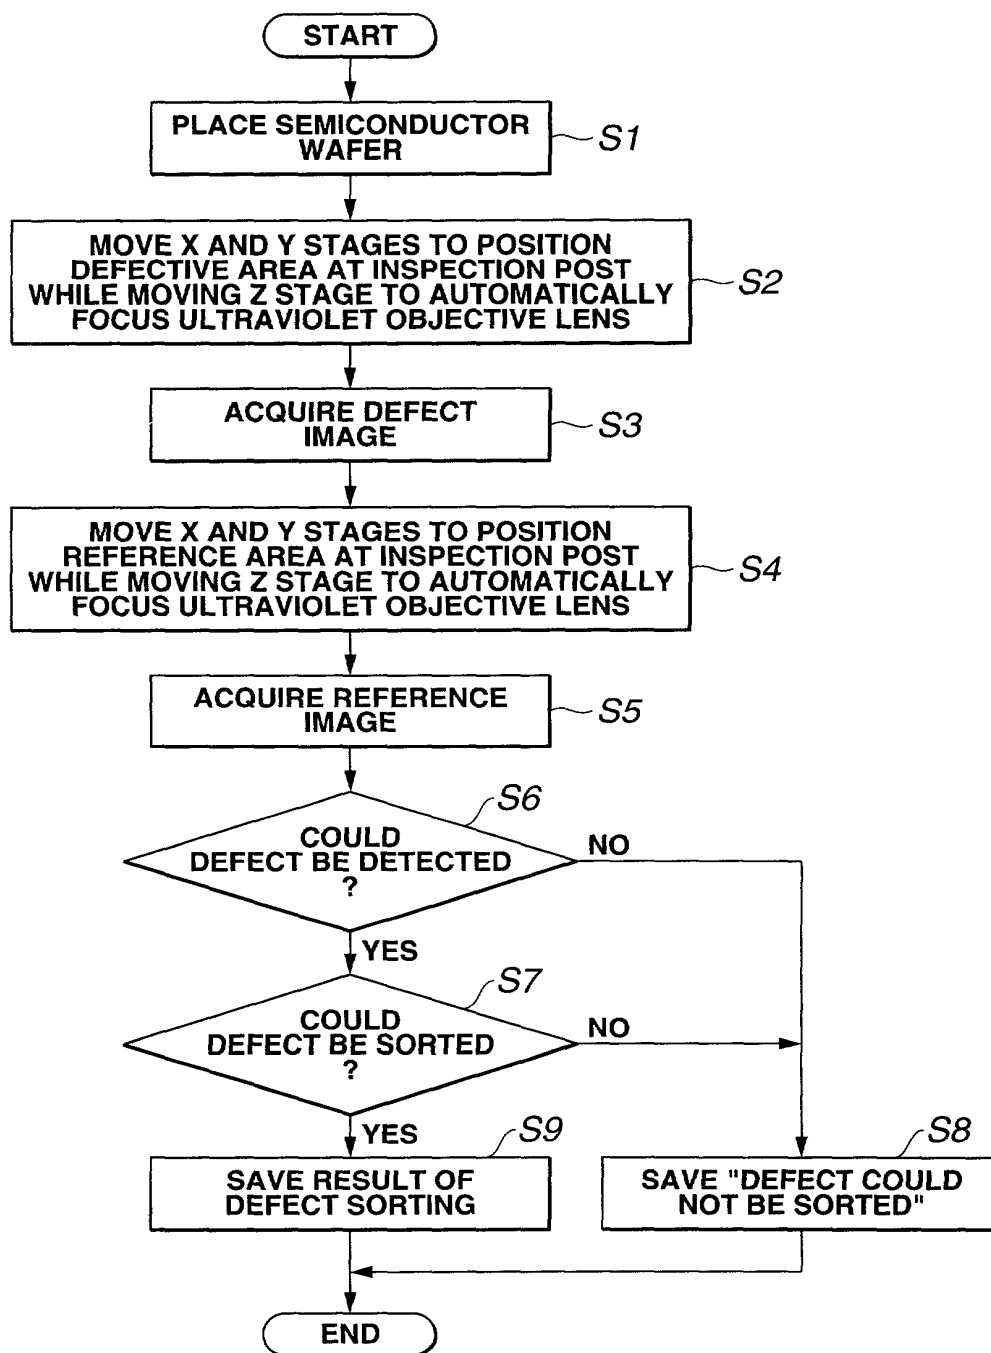 START
PLACE SEMICONDUCTOR
WAFER
S1
MOVE X AND Y STAGES TO POSITION
DEFECTIVE AREA AT INSPECTION POST
WHILE MOVING Z STAGE TO AUTOMATICALLY
FOCUS ULTRAVIOLET OBJECTIVE LENS
S2
ACQUIRE DEFECT
IMAGE
S3
MOVE X AND Y STAGES TO POSITION
REFERENCE AREA AT INSPECTION POST
WHILE MOVING Z STAGE TO AUTOMATICALLY
FOCUS ULTRAVIOLET OBJECTIVE LENS
S4
ACQUIRE REFERENCE
IMAGE
S5
S6
COULD
DEFECT BE DETECTED
?
NO
YES
S7
COULD
DEFECT BE SORTED
?
NO
YES
S9
SAVE RESULT OF
DEFECT SORTING
S8
SAVE "DEFECT COULD
NOT BE SORTED"
END